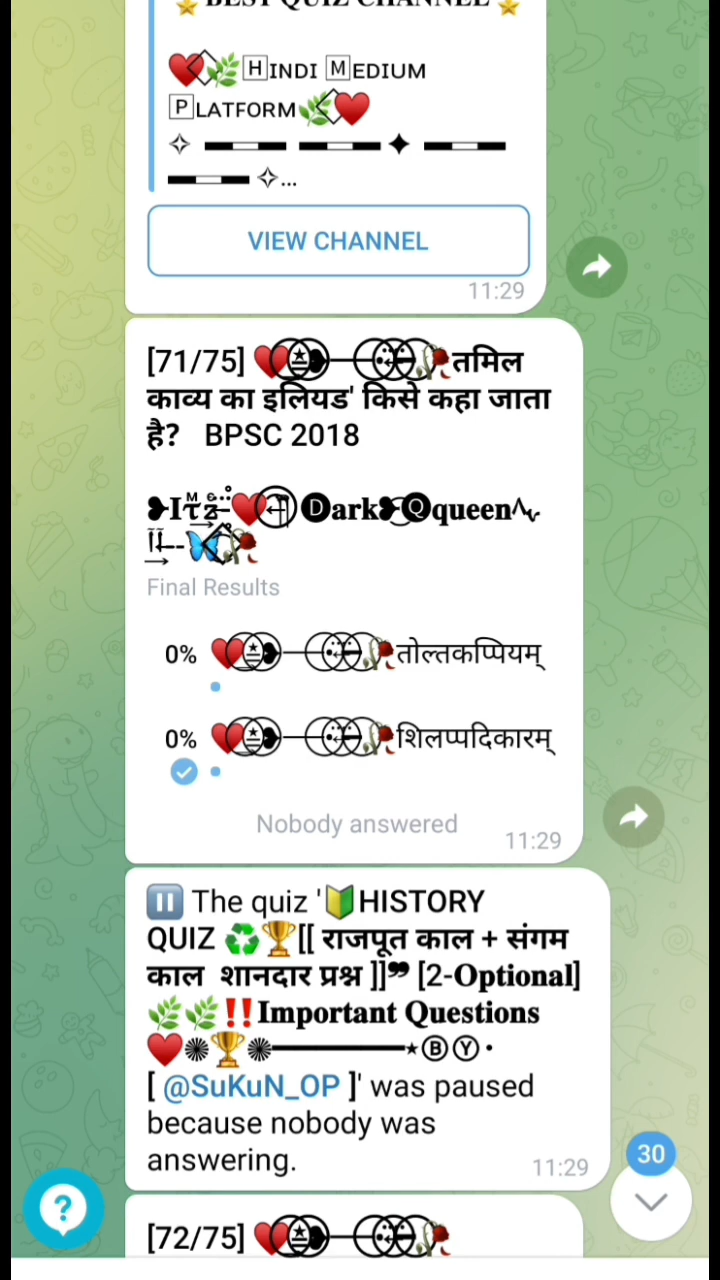 BEST QUIZ CHANNEL
🄷INDI 🄼EDIUM
🄿LATFORM
VIEW CHANNEL
11:29
[71/75] तमिल
काव्य का इलियड' किसे कहा जाता
है? BPSC 2018
🅓ark 🅠queen
Final Results
0% तोल्तकप्पियम्
0% शिलप्पदिकारम्
Nobody answered
11:29
The quiz '🔰HISTORY
QUIZ ♻️🏆[[ राजपूत काल + संगम
काल शानदार प्रश्न ]]❞ [2-Optional]
🌿🌿‼️Important Questions
ⒷⓎ •
[ @SuKuN_OP ]' was paused
because nobody was
answering.
11:29
30
?
[72/75]